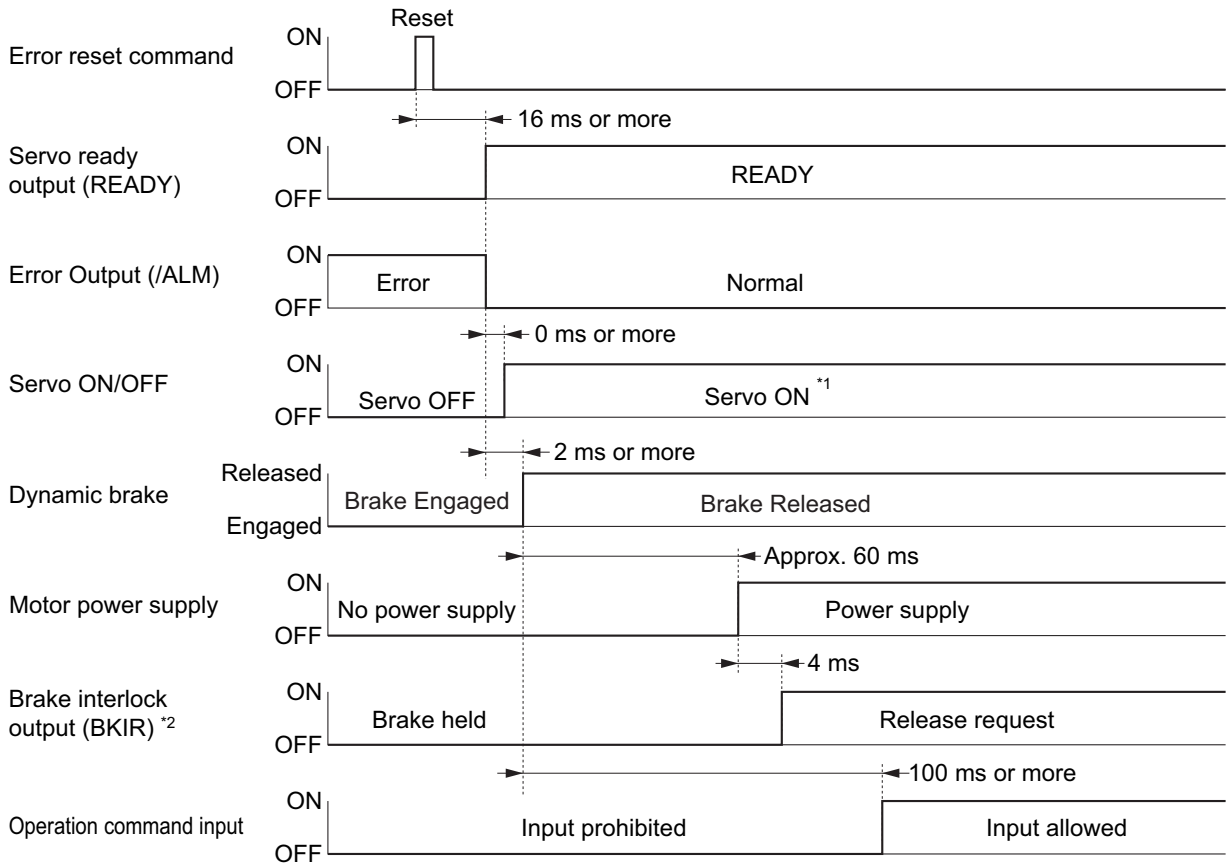 Reset
ON
Error reset command
OFF
16 ms or more
ON
Servo ready
output (READY)
READY
OFF
ON
Error Output (/ALM)
Error
Normal
OFF
0 ms or more
ON
Servo ON/OFF
Servo OFF
Servo ON *1
OFF
2 ms or more
Released
Dynamic brake
Brake Engaged
Brake Released
Engaged
Approx. 60 ms
ON
Motor power supply
No power supply
Power supply
OFF
4 ms
ON
Brake interlock
output (BKIR) *2
Brake held
Release request
OFF
100 ms or more
ON
Operation command input
Input prohibited
Input allowed
OFF